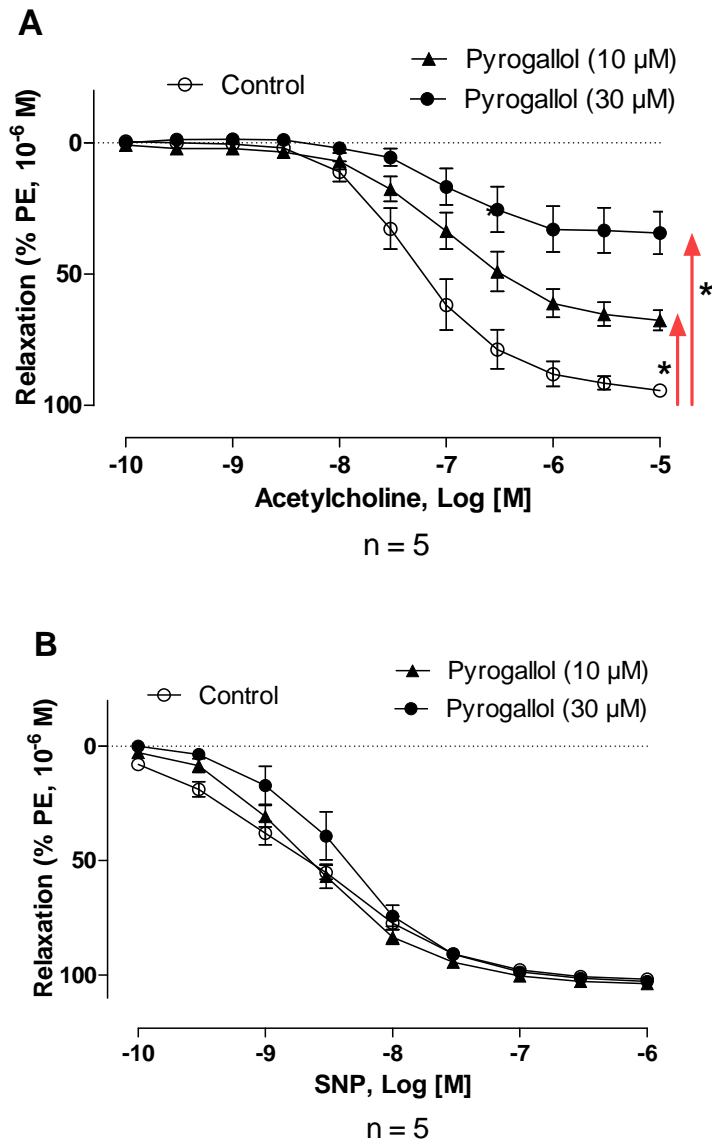 A
Control
Pyrogallol (10 µM)
Pyrogallol (30 µM)
Relaxation (% PE, 10⁻⁶ M)
0
50
100
*
*
*
-10 -9 -8 -7 -6 -5
Acetylcholine, Log [M]
n = 5
B
Control
Pyrogallol (10 µM)
Pyrogallol (30 µM)
Relaxation (% PE, 10⁻⁶ M)
0
50
100
-10 -9 -8 -7 -6
SNP, Log [M]
n = 5